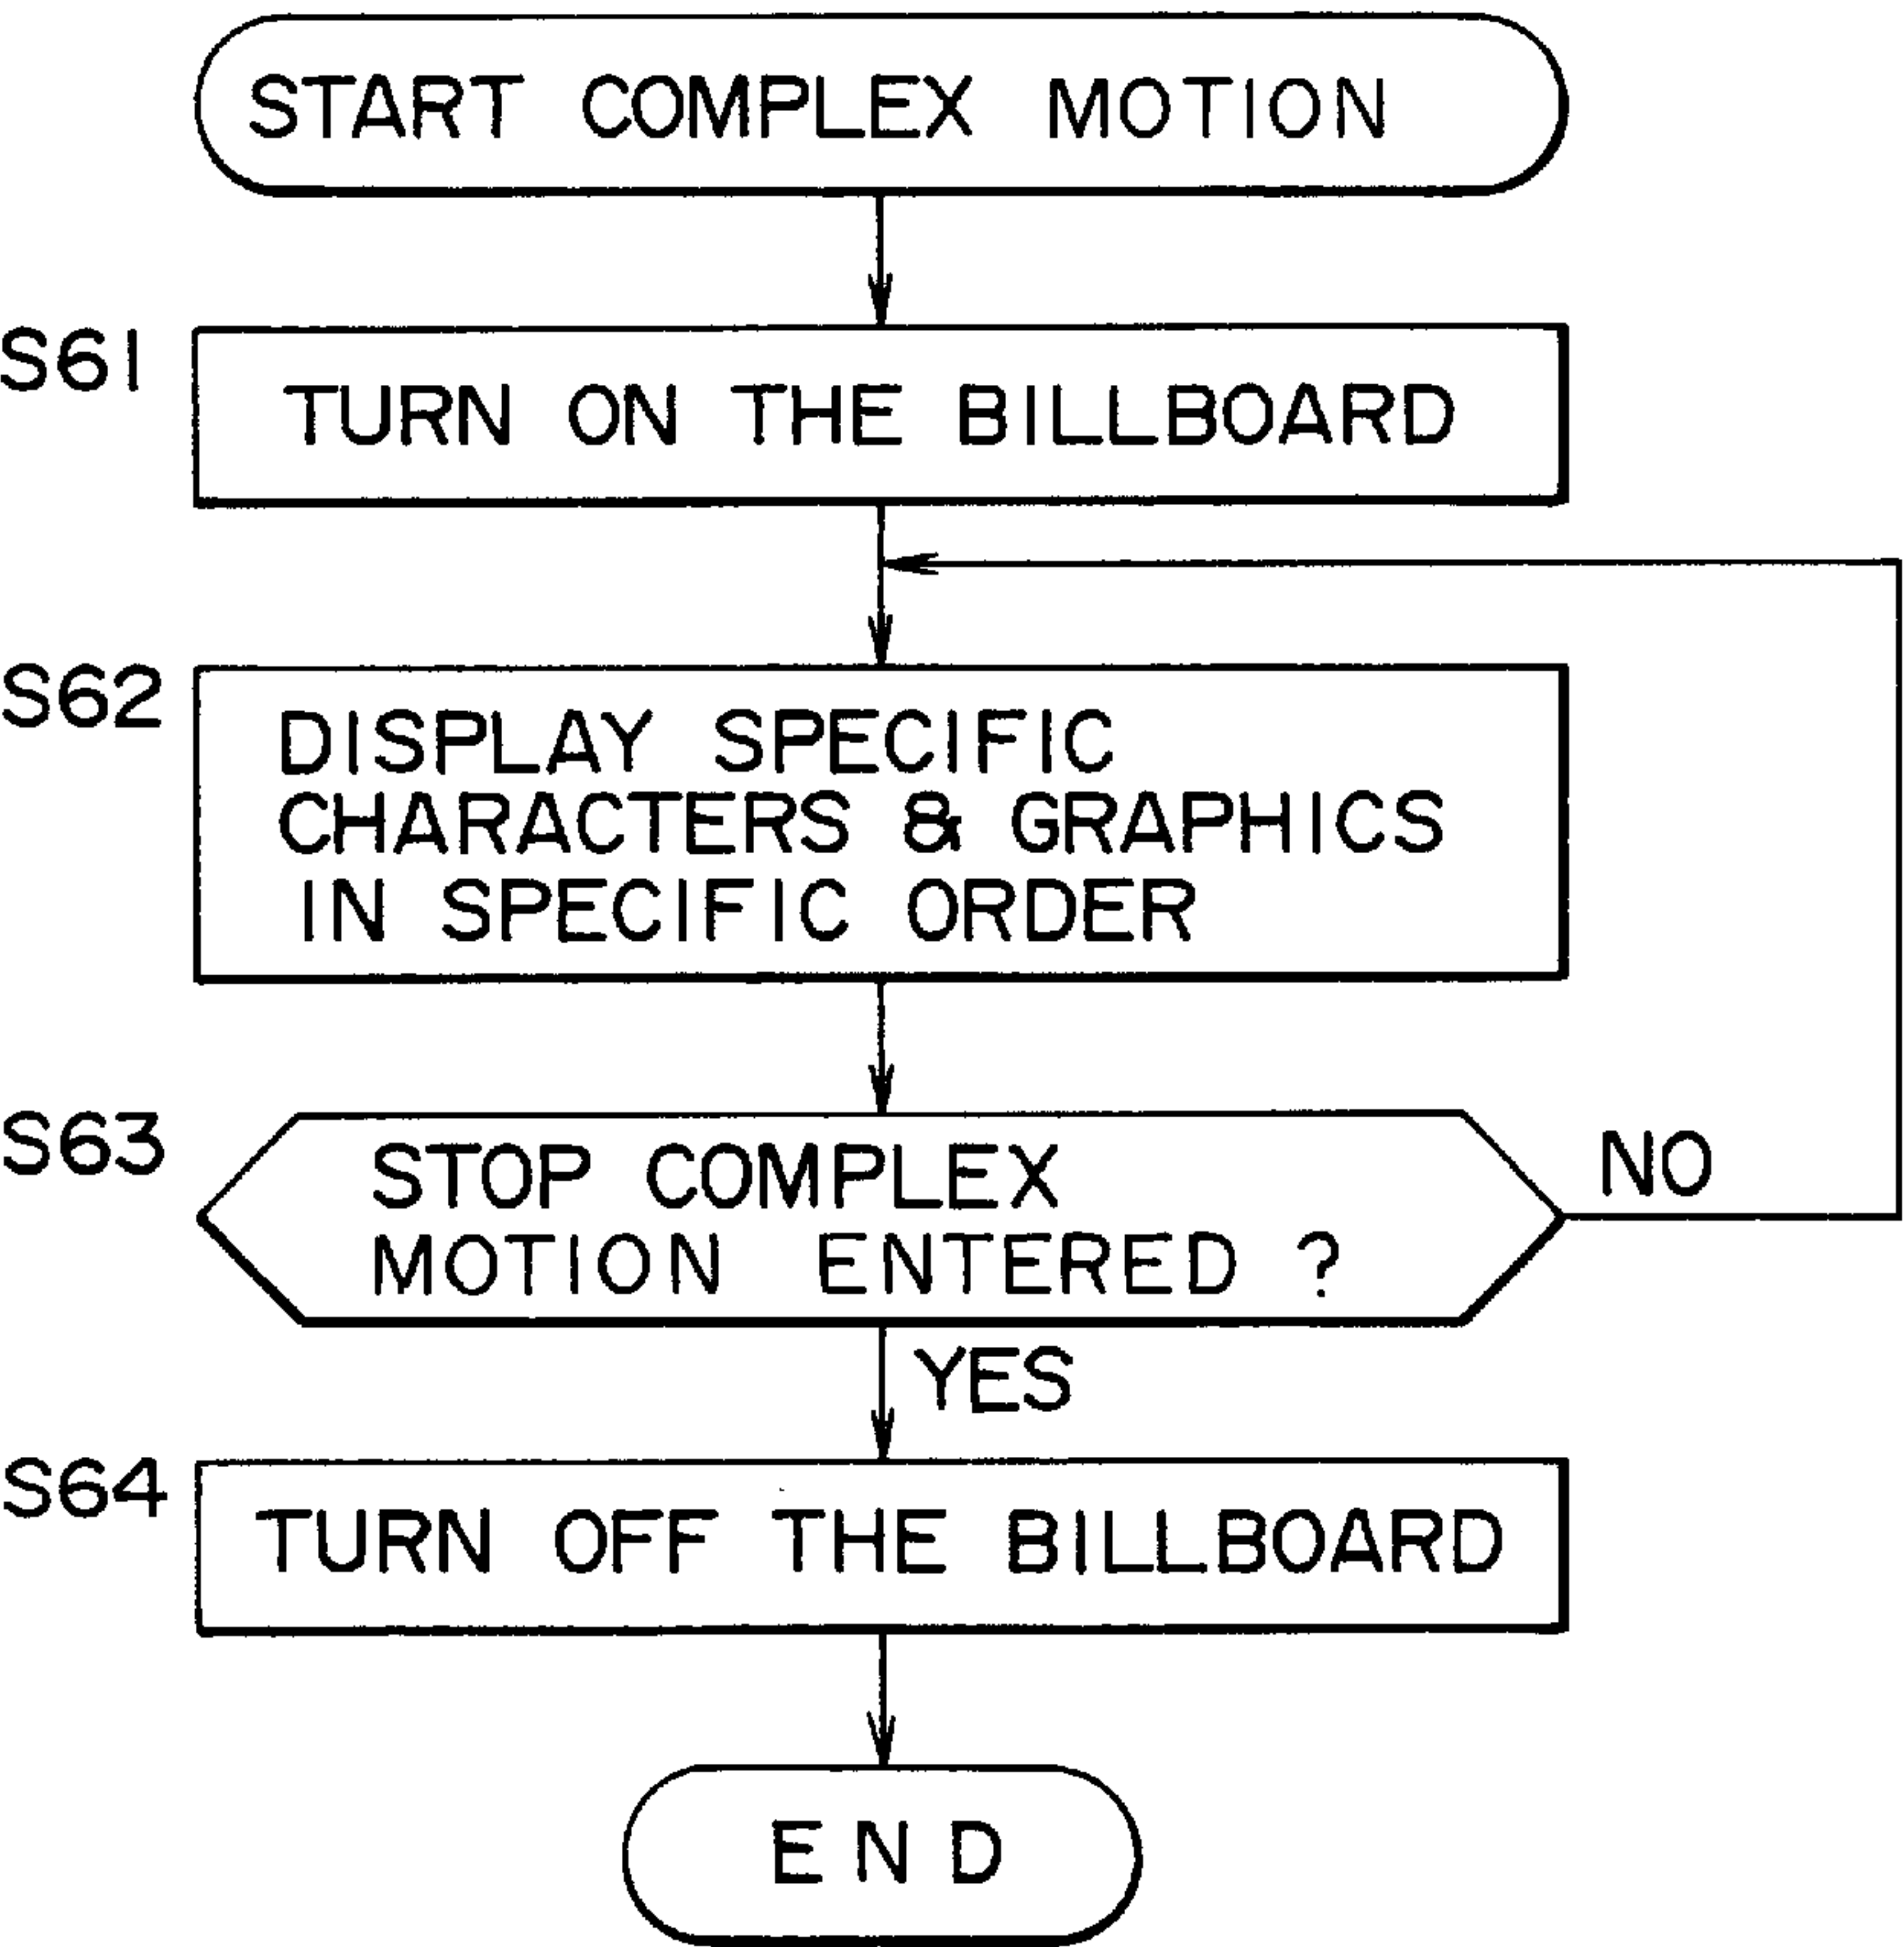 START COMPLEX MOTION
S61
TURN ON THE BILLBOARD
S62
DISPLAY SPECIFIC
CHARACTERS & GRAPHICS
IN SPECIFIC ORDER
S63
STOP COMPLEX
MOTION ENTERED ?
NO
YES
S64
TURN OFF THE BILLBOARD
END